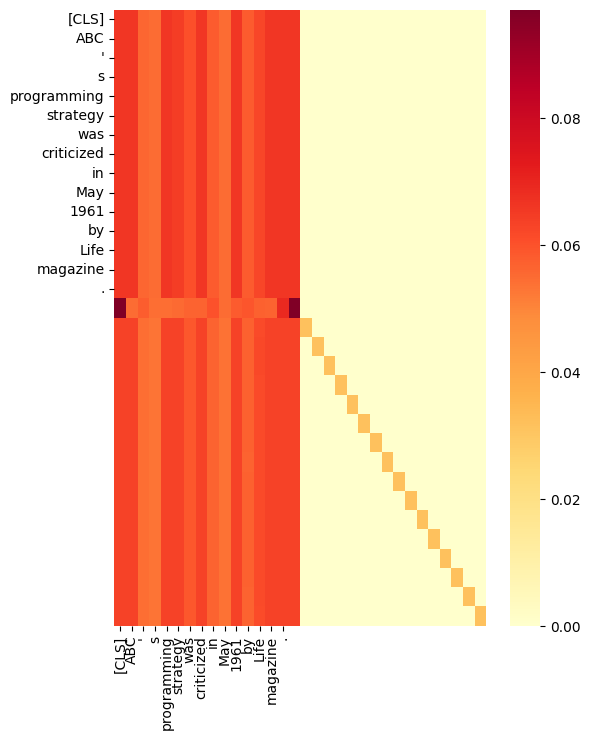 [CLS]
ABC
'
s
programming
strategy
was
criticized
in
May
1961
by
Life
magazine
.
0.08
0.06
0.04
0.02
0.00
[CLS]
ABC
'
s
programming
strategy
was
criticized
in
May
1961
by
Life
magazine
.